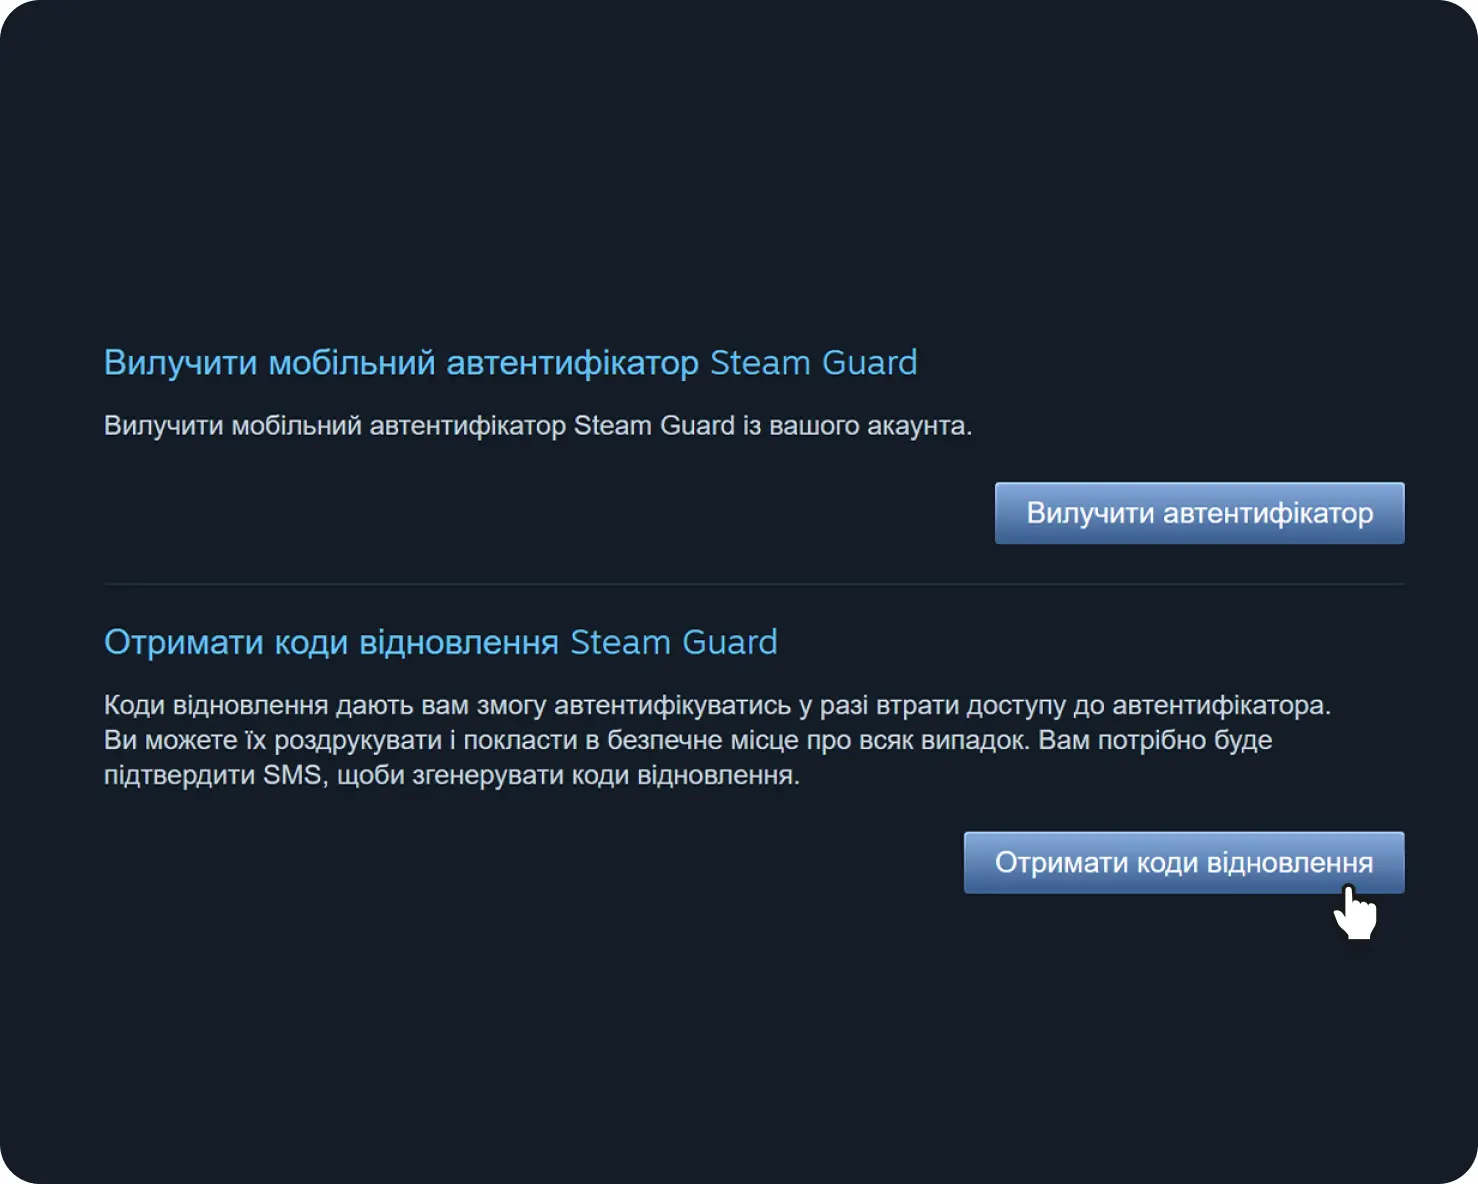 Вилучити мобільний автентифікатор Steam Guard
Вилучити мобільний автентифікатор Steam Guard із вашого акаунта.
Вилучити автентифікатор
Отримати коди відновлення Steam Guard
Коди відновлення дають вам змогу автентифікуватись у разі втрати доступу до автентифікатора.
Ви можете їх роздрукувати і покласти в безпечне місце про всяк випадок. Вам потрібно буде
підтвердити SMS, щоби згенерувати коди відновлення.
Отримати коди відновлення